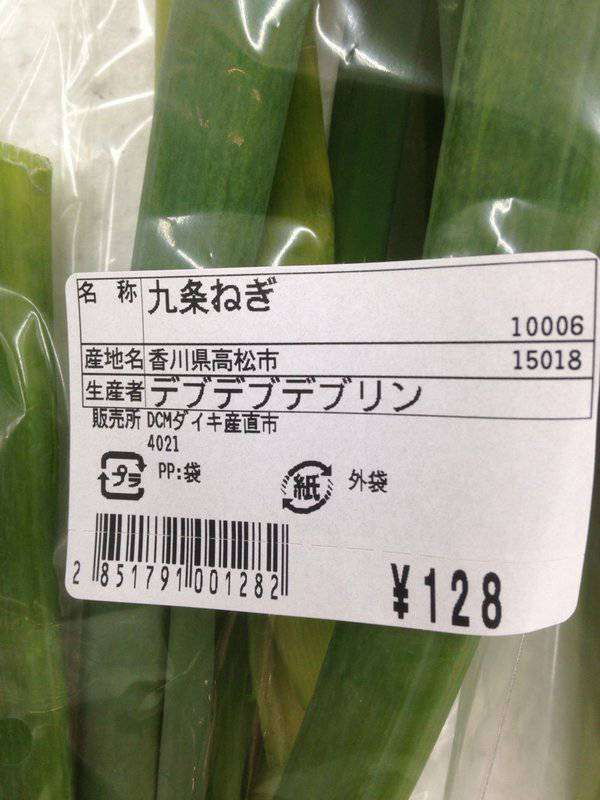 名 称 九条ねぎ
10006
産地名 香川県高松市 15018
生産者 デブデブデブリン
販売所 DCMダイキ産直市
4021
プラ PP:袋 紙 外袋
2 851791 001282
¥128